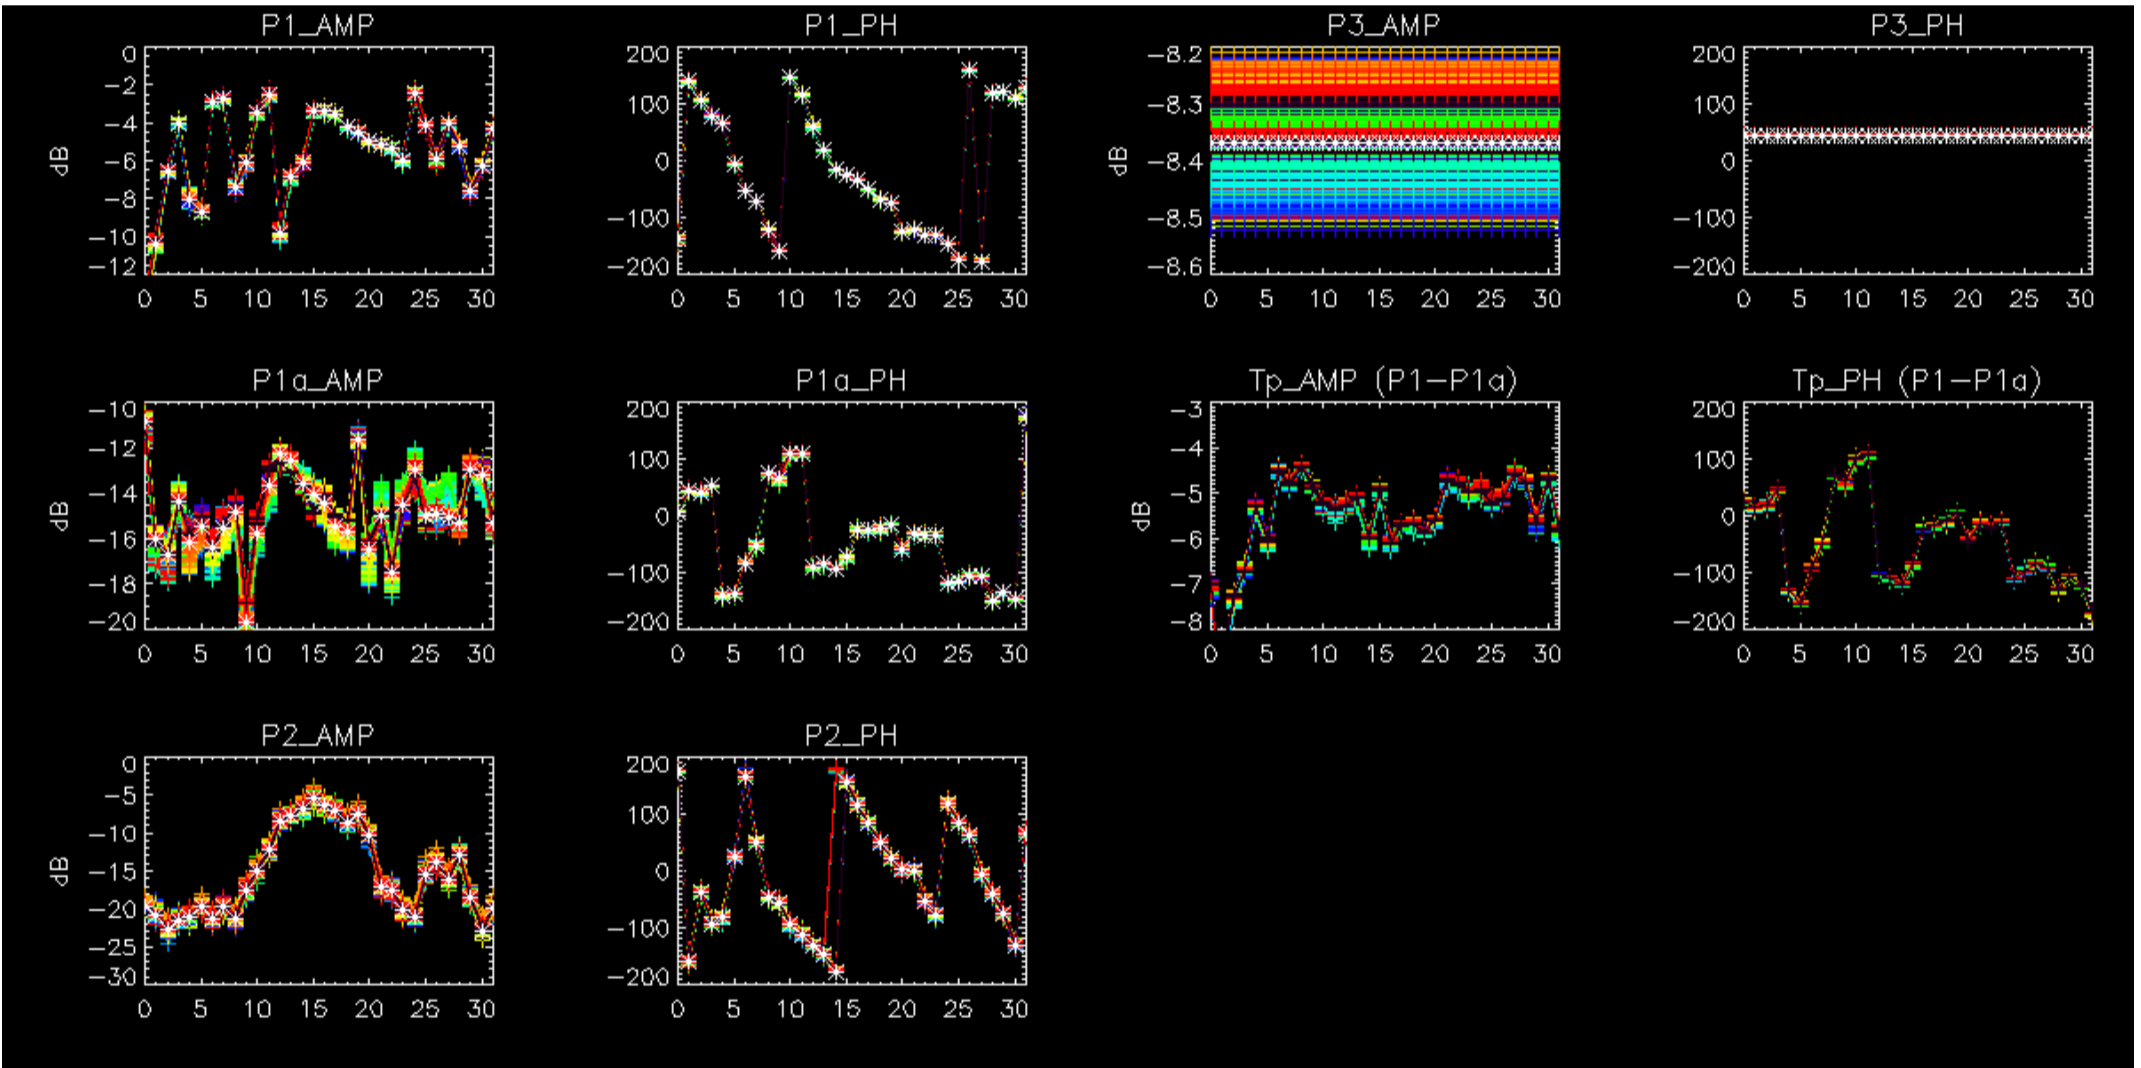 P1_AMP
P1_PH
P3_AMP
P3_PH
0
−2
−4
−6
−8
−10
−12
dB
0 5 10 15 20 25 30
200
100
0
−100
−200
0 5 10 15 20 25 30
−8.2
−8.3
−8.4
−8.5
−8.6
dB
0 5 10 15 20 25 30
200
100
0
−100
−200
0 5 10 15 20 25 30
P1a_AMP
P1a_PH
Tp_AMP (P1−P1a)
Tp_PH (P1−P1a)
−10
−12
−14
−16
−18
−20
dB
0 5 10 15 20 25 30
200
100
0
−100
−200
0 5 10 15 20 25 30
−3
−4
−5
−6
−7
−8
dB
0 5 10 15 20 25 30
200
100
0
−100
−200
0 5 10 15 20 25 30
P2_AMP
P2_PH
0
−5
−10
−15
−20
−25
−30
dB
0 5 10 15 20 25 30
200
100
0
−100
−200
0 5 10 15 20 25 30